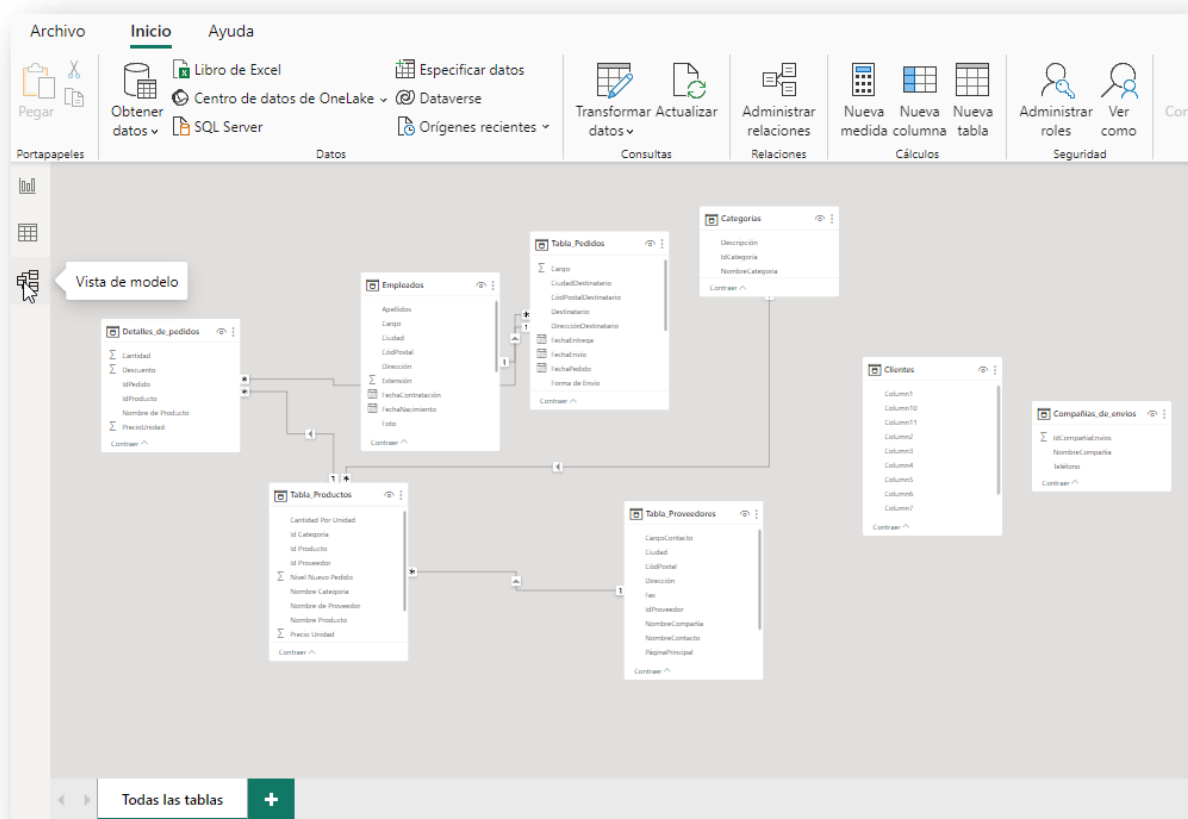 Archivo Inicio Ayuda
Pegar
Portapapeles
Obtener
datos
Libro de Excel
Centro de datos de OneLake
SQL Server
Especificar datos
Dataverse
Orígenes recientes
Datos
Transformar
datos
Actualizar
Consultas
Administrar
relaciones
Relaciones
Nueva
medida
Nueva
columna
Nueva
tabla
Cálculos
Administrar
roles
Ver
como
Seguridad
Vista de modelo
Detalles_de_pedidos
Cantidad
Descuento
IdPedido
IdProducto
Nombre de Producto
PrecioUnidad
Contraer
Empleados
Apellidos
Cargo
Ciudad
CódPostal
Dirección
Extensión
FechaContratación
FechaNacimiento
Foto
Contraer
Tabla_Pedidos
Cargo
CiudadDestinatario
CódPostalDestinatario
Destinatario
DirecciónDestinatario
FechaEntrega
FechaEnvío
FechaPedido
Forma de Envío
Contraer
Categorías
Descripción
IdCategoría
NombreCategoría
Contraer
Clientes
Column1
Column10
Column11
Column2
Column3
Column4
Column5
Column6
Column7
Contraer
Compañías_de_envíos
IdCompañíaEnvíos
NombreCompañía
Teléfono
Contraer
Tabla_Productos
Cantidad Por Unidad
Id Categoría
Id Producto
Id Proveedor
Nivel Nuevo Pedido
Nombre Categoría
Nombre de Proveedor
Nombre Producto
Precio Unidad
Contraer
Tabla_Proveedores
CargoContacto
Ciudad
CódPostal
Dirección
Fax
IdProveedor
NombreCompañía
NombreContacto
PáginaPrincipal
Contraer
Todas las tablas